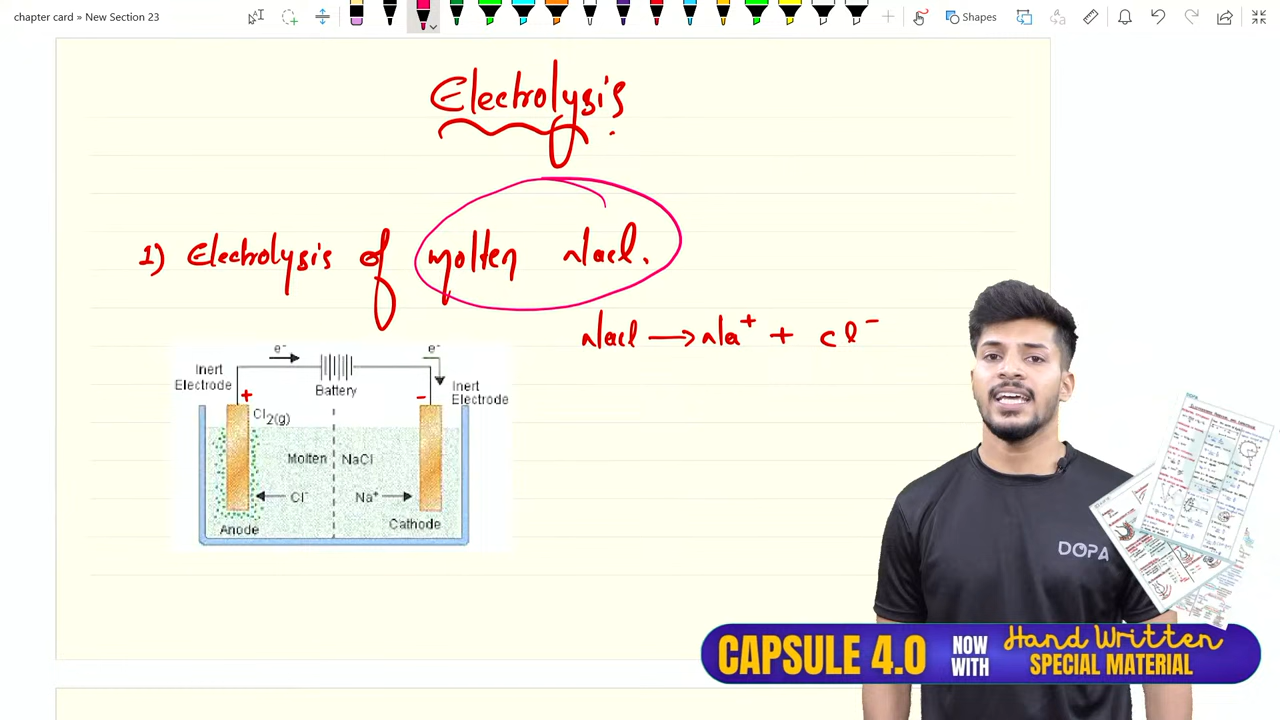 chapter card » New Section 23
Shapes
Electrolysis
1) Electrolysis of molten NaCl.
NaCl → Na⁺ + Cl⁻
e⁻
e⁻
Inert
Electrode
Battery
Inert
Electrode
+
-
Cl₂(g)
Molten NaCl
Cl⁻
Na⁺
Anode
Cathode
DOPA
CAPSULE 4.0
NOW
WITH
Hand Written
SPECIAL MATERIAL